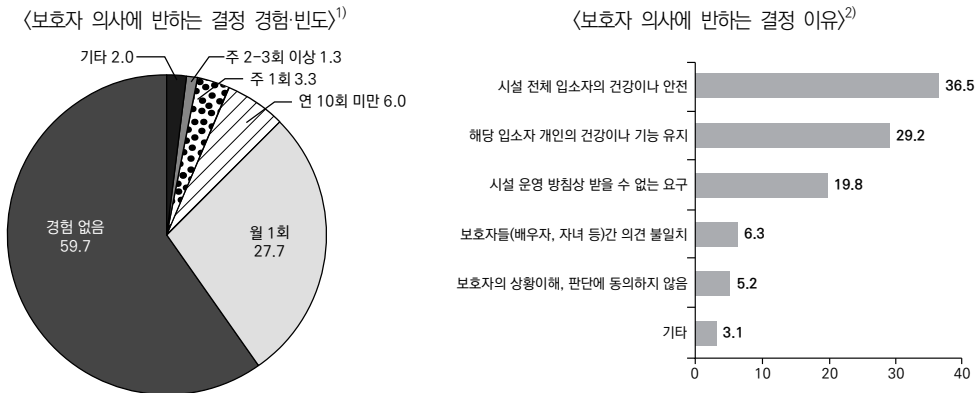 〈보호자 의사에 반하는 결정 경험·빈도〉1)
기타 2.0
주 2-3회 이상 1.3
주 1회 3.3
연 10회 미만 6.0
경험 없음
59.7
월 1회
27.7
〈보호자 의사에 반하는 결정 이유〉2)
시설 전체 입소자의 건강이나 안전 36.5
해당 입소자 개인의 건강이나 기능 유지 29.2
시설 운영 방침상 받을 수 없는 요구 19.8
보호자들(배우자, 자녀 등)간 의견 불일치 6.3
보호자의 상황이해, 판단에 동의하지 않음 5.2
기타 3.1
0 10 20 30 40